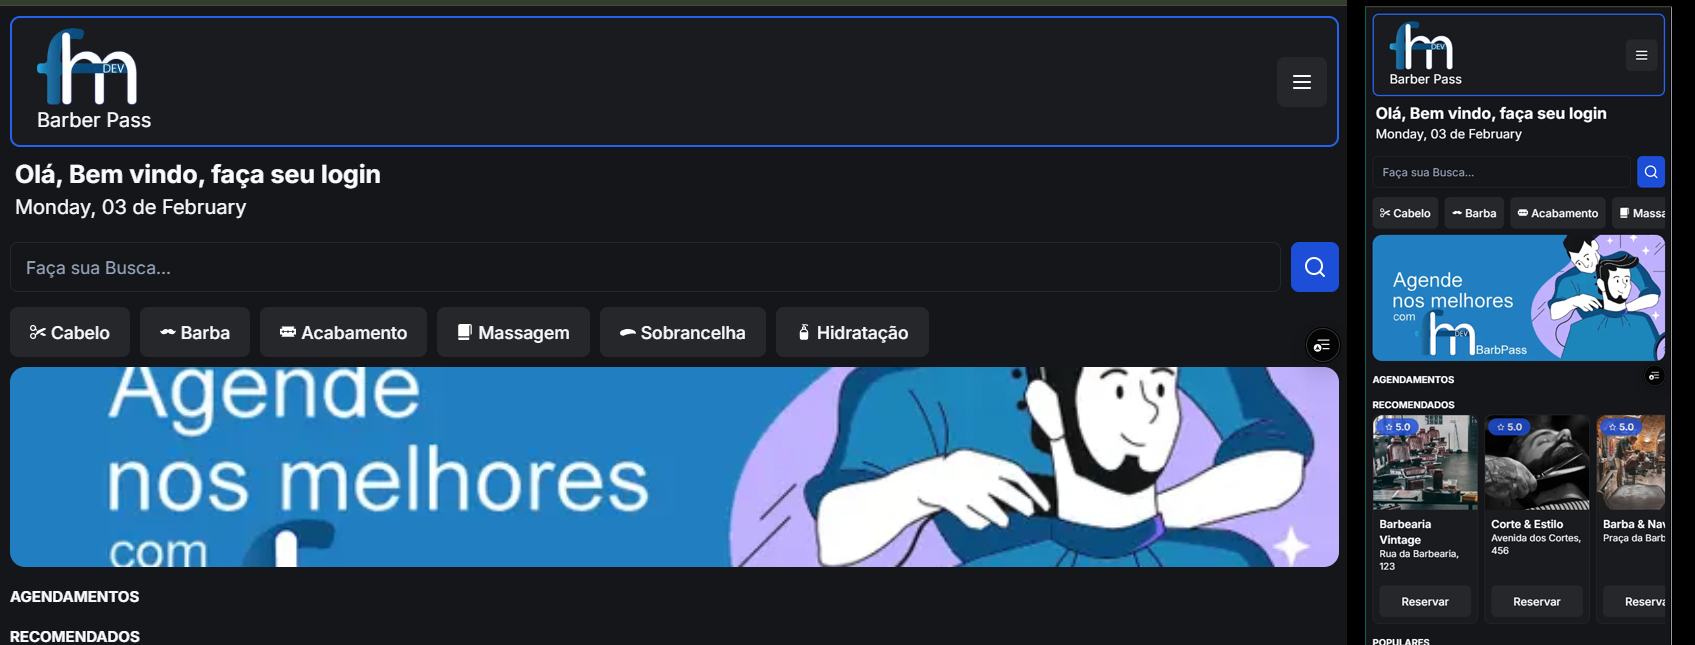 fm
DEV
Barber Pass
Olá, Bem vindo, faça seu login
Monday, 03 de February
Faça sua Busca...
Cabelo
Barba
Acabamento
Massagem
Sobrancelha
Hidratação
Agende
nos melhores
com
AGENDAMENTOS
RECOMENDADOS
fm
DEV
Barber Pass
Olá, Bem vindo, faça seu login
Monday, 03 de February
Faça sua Busca...
Cabelo
Barba
Acabamento
Massa
Agende
nos melhores
com
fm
DEV
BarbPass
AGENDAMENTOS
RECOMENDADOS
5.0
5.0
5.0
Barbearia
Vintage
Rua da Barbearia,
123
Reservar
Corte & Estilo
Avenida dos Cortes,
456
Reservar
Barba & Nav
Praça da Barb
Reserva
POPULARES